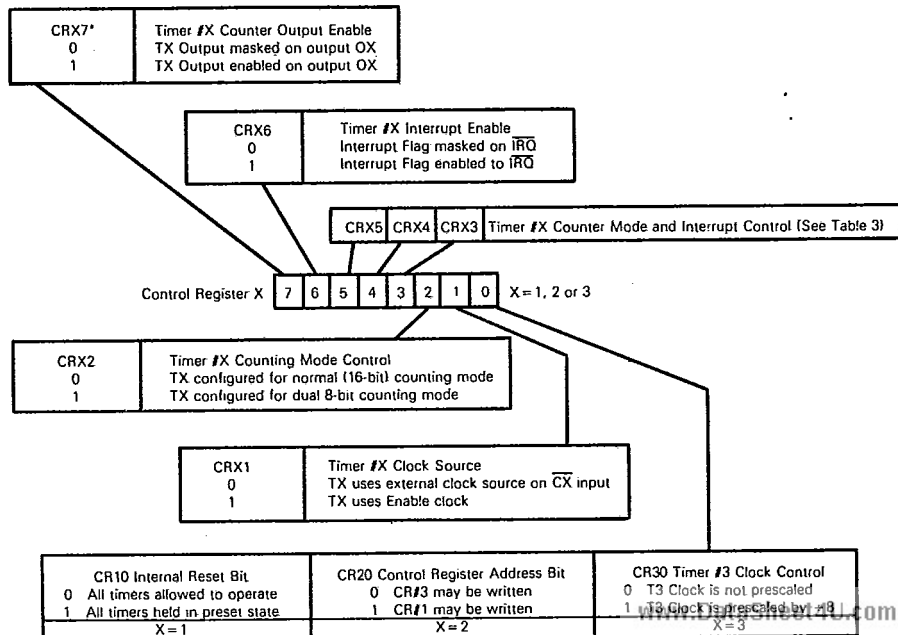 CRX7* Timer #X Counter Output Enable
0 TX Output masked on output OX
1 TX Output enabled on output OX
CRX6 Timer #X Interrupt Enable
0 Interrupt Flag masked on IRQ
1 Interrupt Flag enabled to IRQ
CRX5 CRX4 CRX3 Timer #X Counter Mode and Interrupt Control (See Table 3)
Control Register X 7 6 5 4 3 2 1 0 X=1, 2 or 3
CRX2 Timer #X Counting Mode Control
0 TX configured for normal (16-bit) counting mode
1 TX configured for dual 8-bit counting mode
CRX1 Timer #X Clock Source
0 TX uses external clock source on CX input
1 TX uses Enable clock
CR10 Internal Reset Bit
0 All timers allowed to operate
1 All timers held in preset state
X=1
CR20 Control Register Address Bit
0 CR#3 may be written
1 CR#1 may be written
X=2
CR30 Timer #3 Clock Control
0 T3 Clock is not prescaled
1 T3 Clock is prescaled by ÷8
X=3
www.DataSheet4U.com